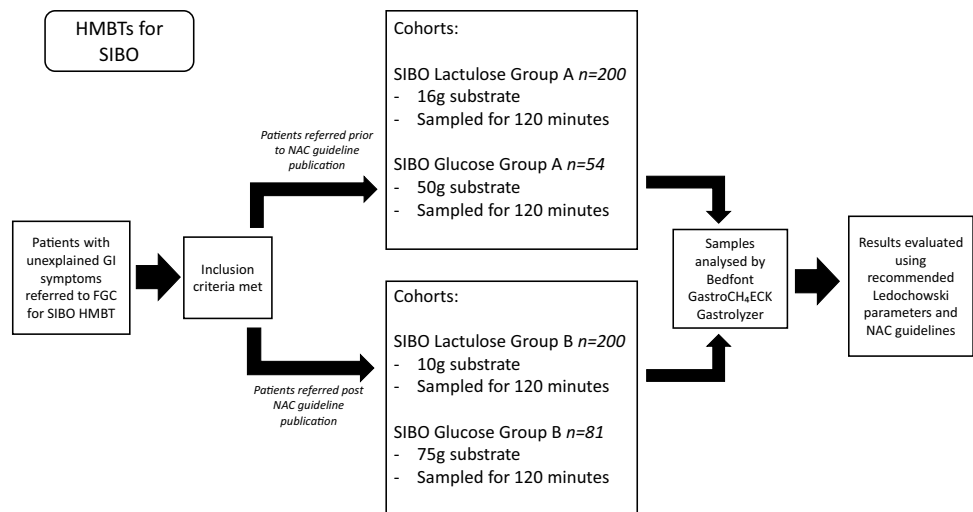 HMBTs for
SIBO
Patients with
unexplained GI
symptoms
referred to FGC
for SIBO HMBT
Inclusion
criteria met
Patients referred prior
to NAC guideline
publication
Cohorts:
SIBO Lactulose Group A n=200
- 16g substrate
- Sampled for 120 minutes
SIBO Glucose Group A n=54
- 50g substrate
- Sampled for 120 minutes
Patients referred post
NAC guideline
publication
Cohorts:
SIBO Lactulose Group B n=200
- 10g substrate
- Sampled for 120 minutes
SIBO Glucose Group B n=81
- 75g substrate
- Sampled for 120 minutes
Samples
analysed by
Bedfont
GastroCH₄ECK
Gastrolyzer
Results evaluated
using
recommended
Ledochowski
parameters and
NAC guidelines